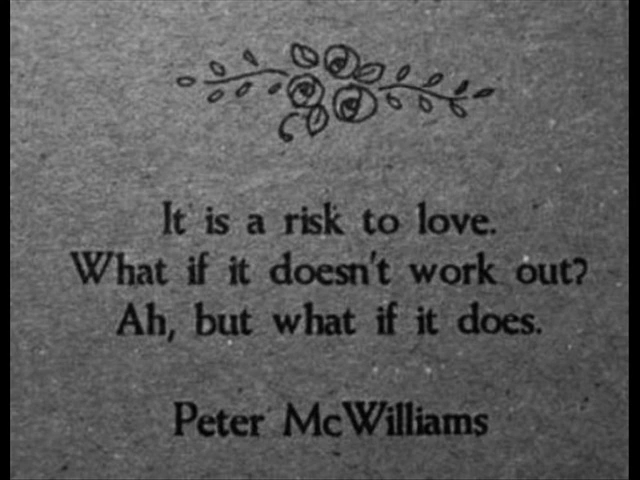 It is a risk to love.
What if it doesn't work out?
Ah, but what if it does.
Peter McWilliams